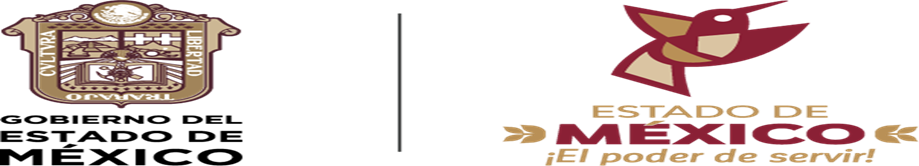 CVLTVRA
LIBERTAD
TRABAJO
GOBIERNO DEL
ESTADO DE
MÉXICO
ESTADO DE
MÉXICO
¡El poder de servir!